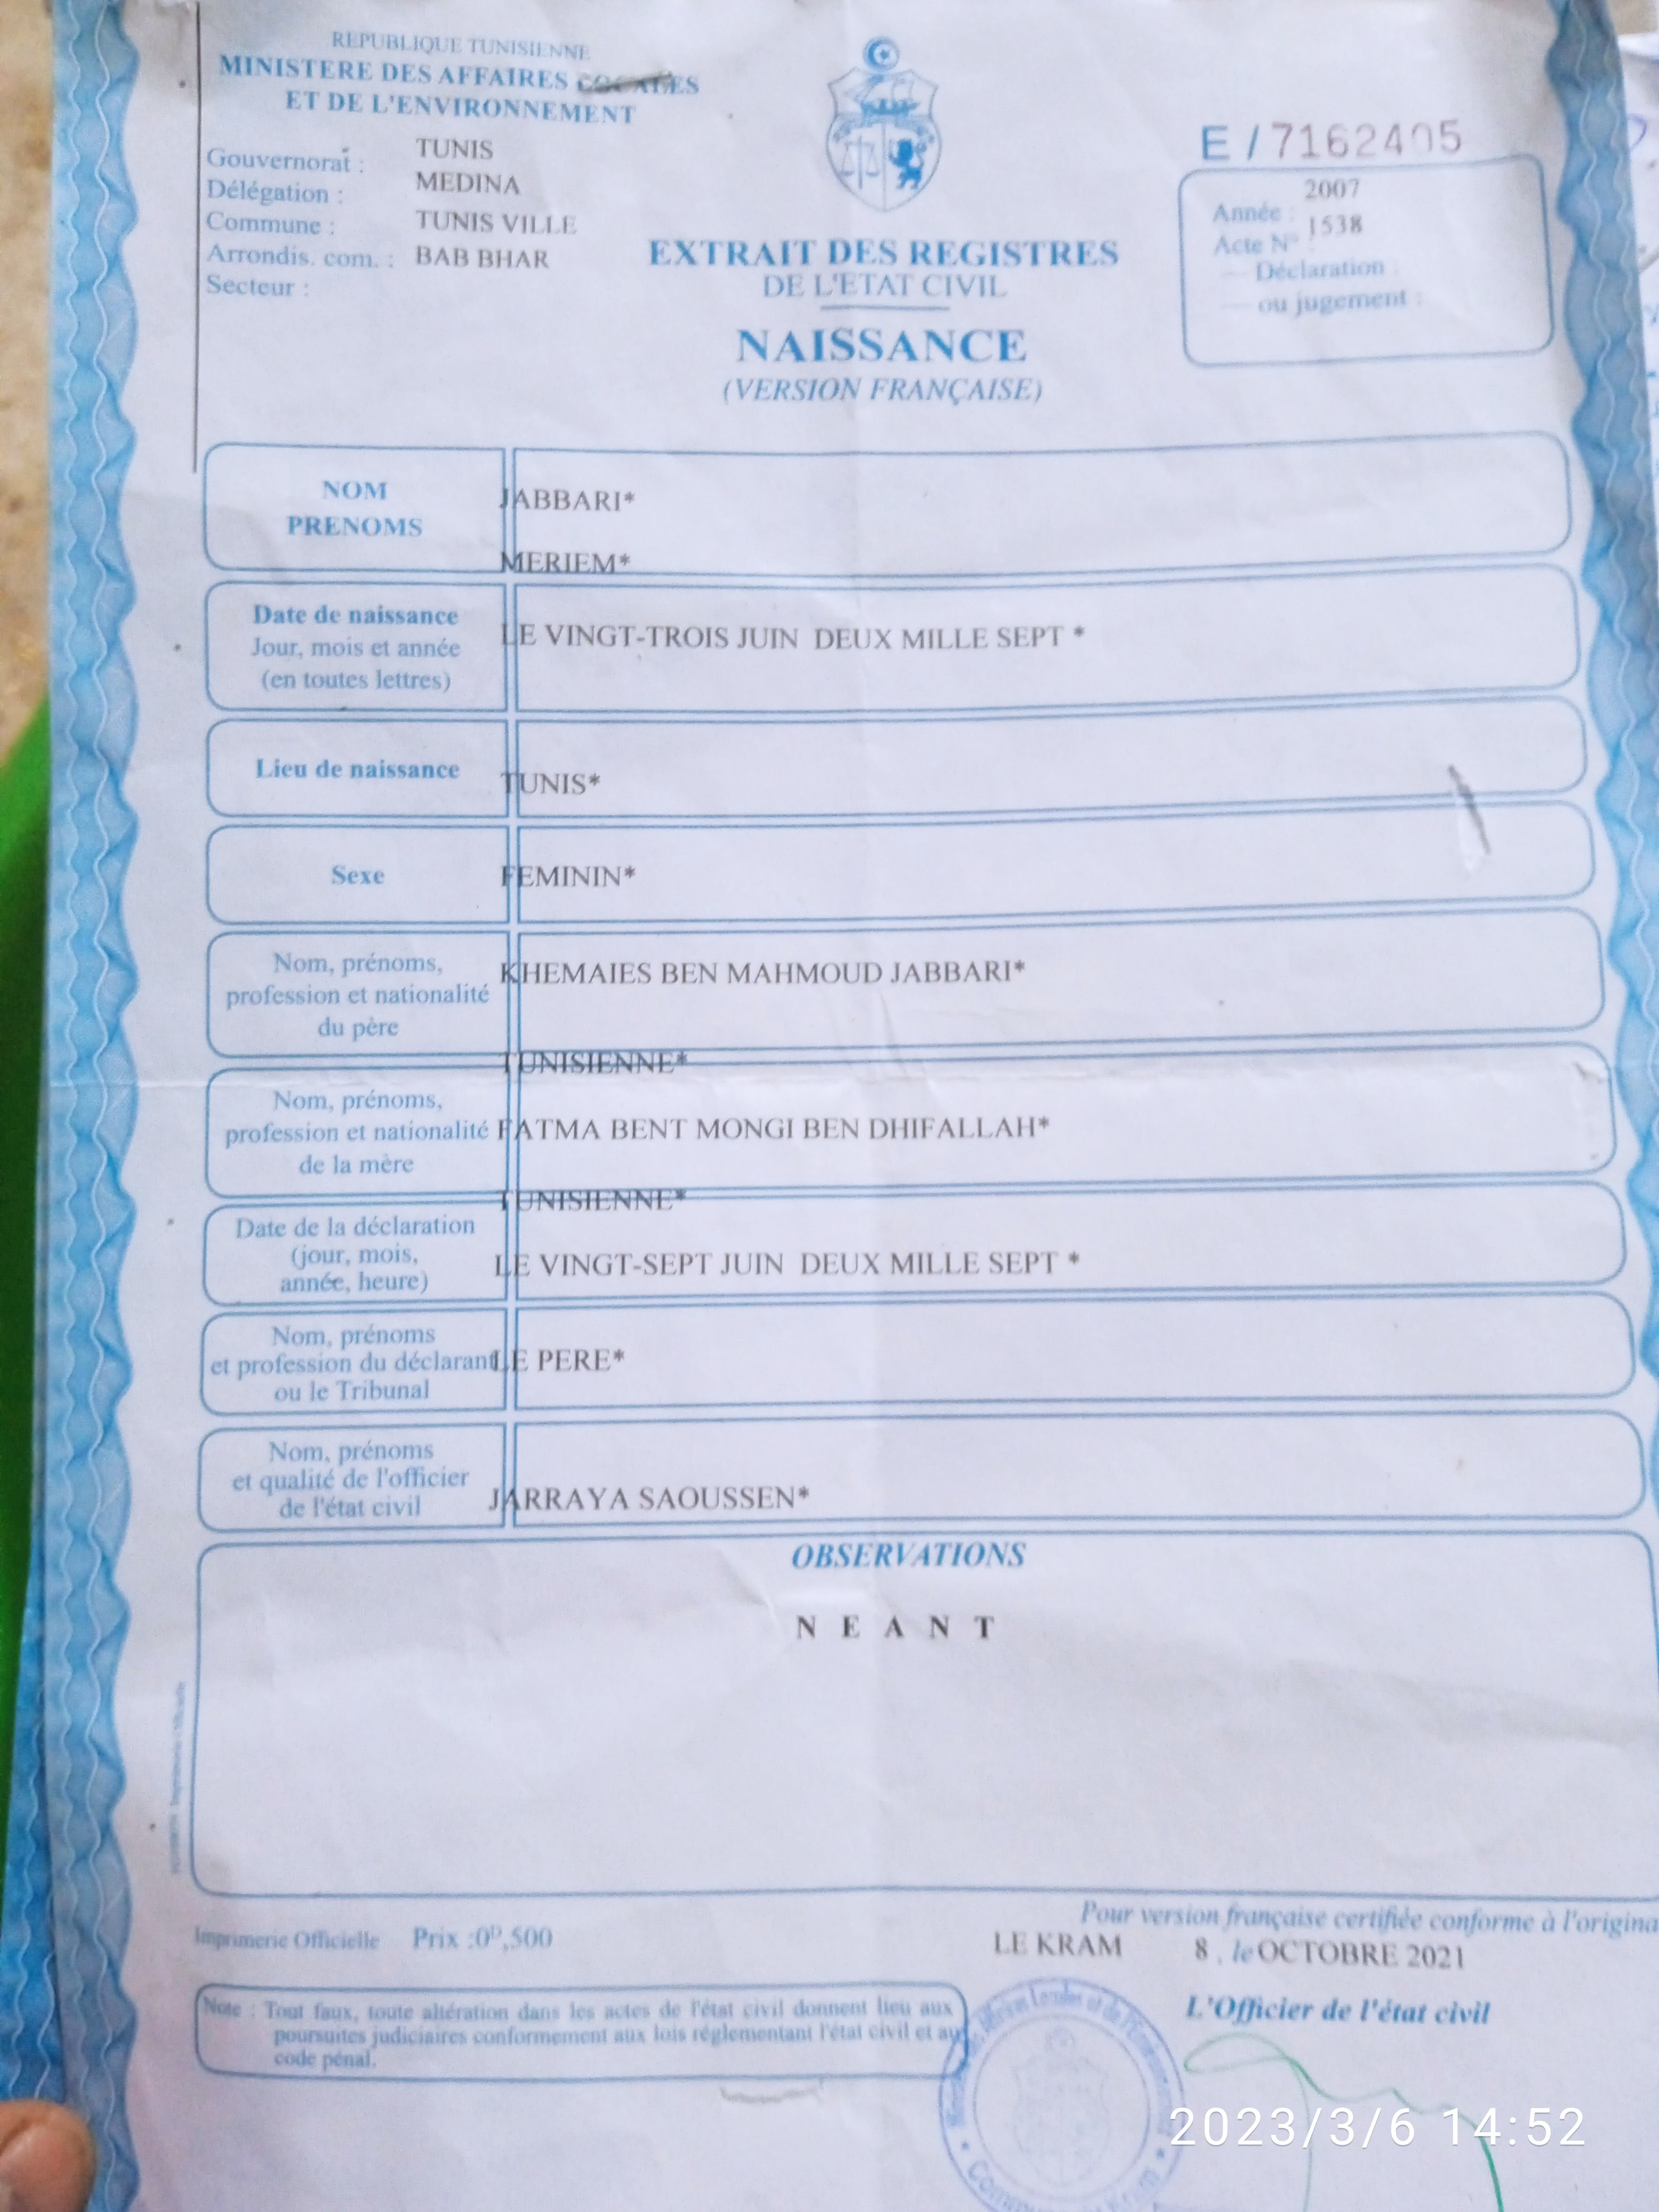 REPUBLIQUE TUNISIENNE
MINISTERE DES AFFAIRES LOCALES
ET DE L'ENVIRONNEMENT
Gouvernorat : TUNIS
Délégation : MEDINA
Commune : TUNIS VILLE
Arrondis. com. : BAB BHAR
Secteur :
E / 7162405
Année : 2007
Acte N° : 1538
— Déclaration :
— ou jugement :
EXTRAIT DES REGISTRES
DE L'ETAT CIVIL
NAISSANCE
(VERSION FRANÇAISE)
NOM
PRENOMS
JABBARI*
MERIEM*
Date de naissance
Jour, mois et année
(en toutes lettres)
LE VINGT-TROIS JUIN DEUX MILLE SEPT *
Lieu de naissance
TUNIS*
Sexe
FEMININ*
Nom, prénoms,
profession et nationalité
du père
KHEMAIES BEN MAHMOUD JABBARI*
TUNISIENNE*
Nom, prénoms,
profession et nationalité
de la mère
FATMA BENT MONGI BEN DHIFALLAH*
TUNISIENNE*
Date de la déclaration
(jour, mois,
année, heure)
LE VINGT-SEPT JUIN DEUX MILLE SEPT *
Nom, prénoms
et profession du déclarant
ou le Tribunal
LE PERE*
Nom, prénoms
et qualité de l'officier
de l'état civil
JARRAYA SAOUSSEN*
OBSERVATIONS
N E A N T
Imprimerie Officielle Prix :0D,500
Pour version française certifiée conforme à l'origina
LE KRAM 8 , le OCTOBRE 2021
L'Officier de l'état civil
Note : Tout faux, toute altération dans les actes de l'état civil donnent lieu aux
poursuites judiciaires conformement aux lois réglementant l'état civil et au
code pénal.
2023/3/6 14:52